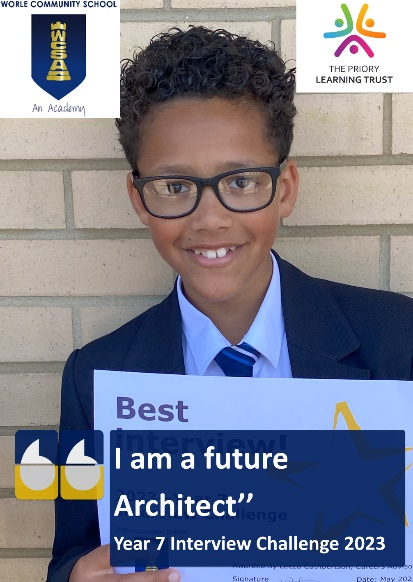 WORLE COMMUNITY SCHOOL
WCSA
An Academy
THE PRIORY
LEARNING TRUST
Best
Interview!
I am a future
Architect”
Year 7 Interview Challenge 2023
Signature
Date: May 202